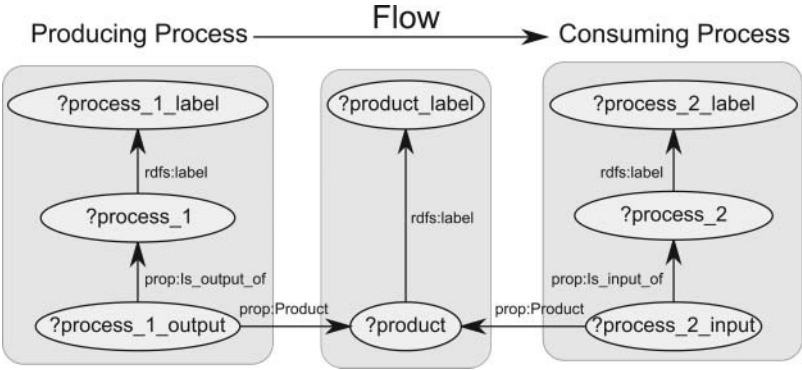 Flow
Producing Process
Consuming Process
?process_1_label
?product_label
?process_2_label
rdfs:label
rdfs:label
rdfs:label
?process_1
?process_2
prop:Is_output_of
prop:Is_input_of
prop:Product
prop:Product
?process_1_output
?product
?process_2_input